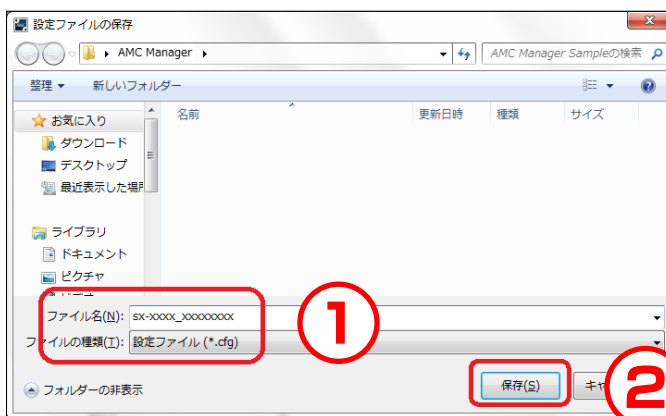 設定ファイルの保存
AMC Manager
AMC Manager Sampleの検索
整理 新しいフォルダー
名前 更新日時 種類 サイズ
お気に入り
ダウンロード
デスクトップ
最近表示した場所
ライブラリ
ドキュメント
ピクチャ
ビデオ
ファイル名(N): sx-xxxx_xxxxxxxx
①
ファイルの種類(T): 設定ファイル (*.cfg)
フォルダーの非表示
保存(S)
キャ
②